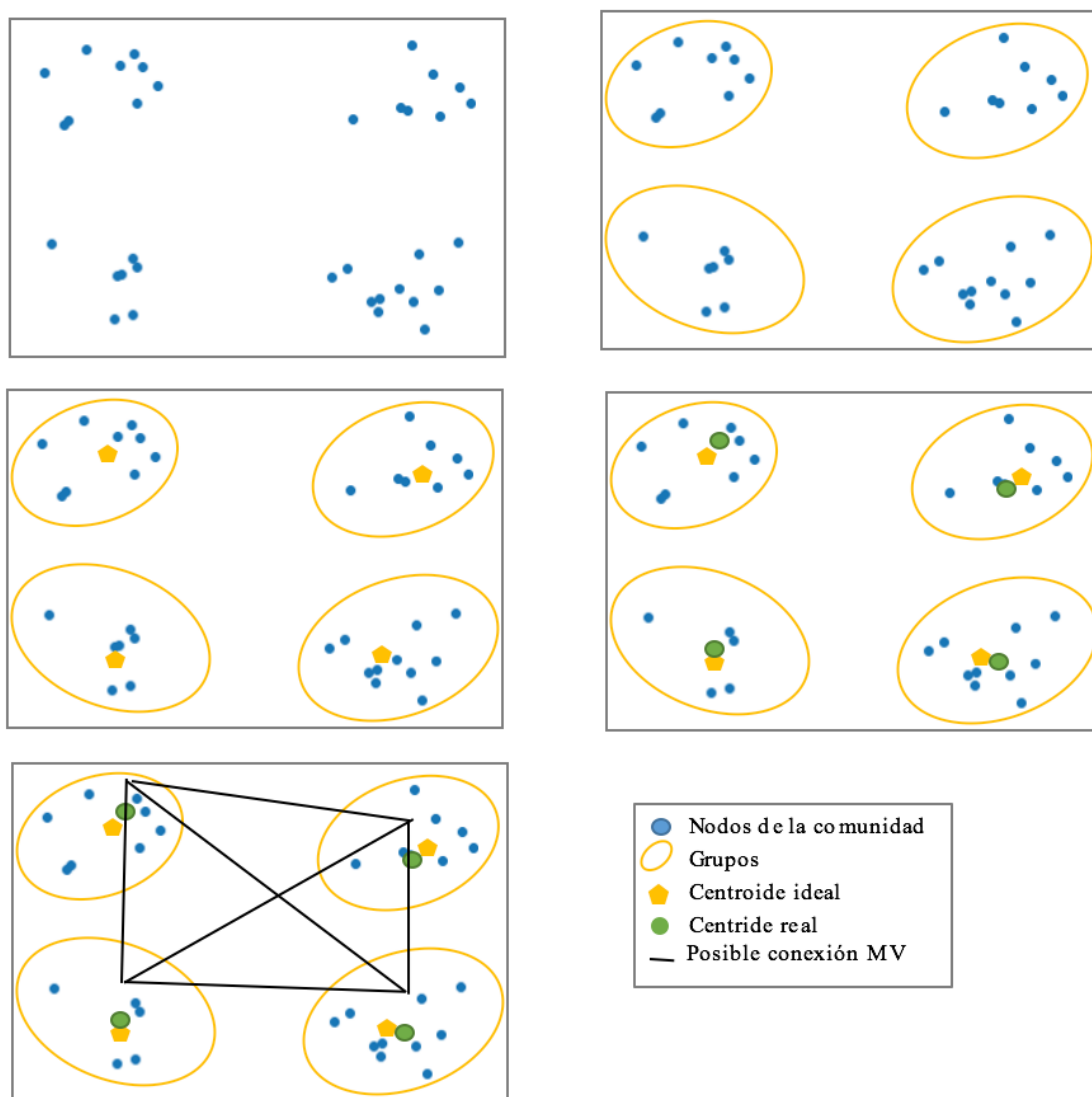 Nodos de la comunidad
Grupos
Centroide ideal
Centride real
Posible conexión MV